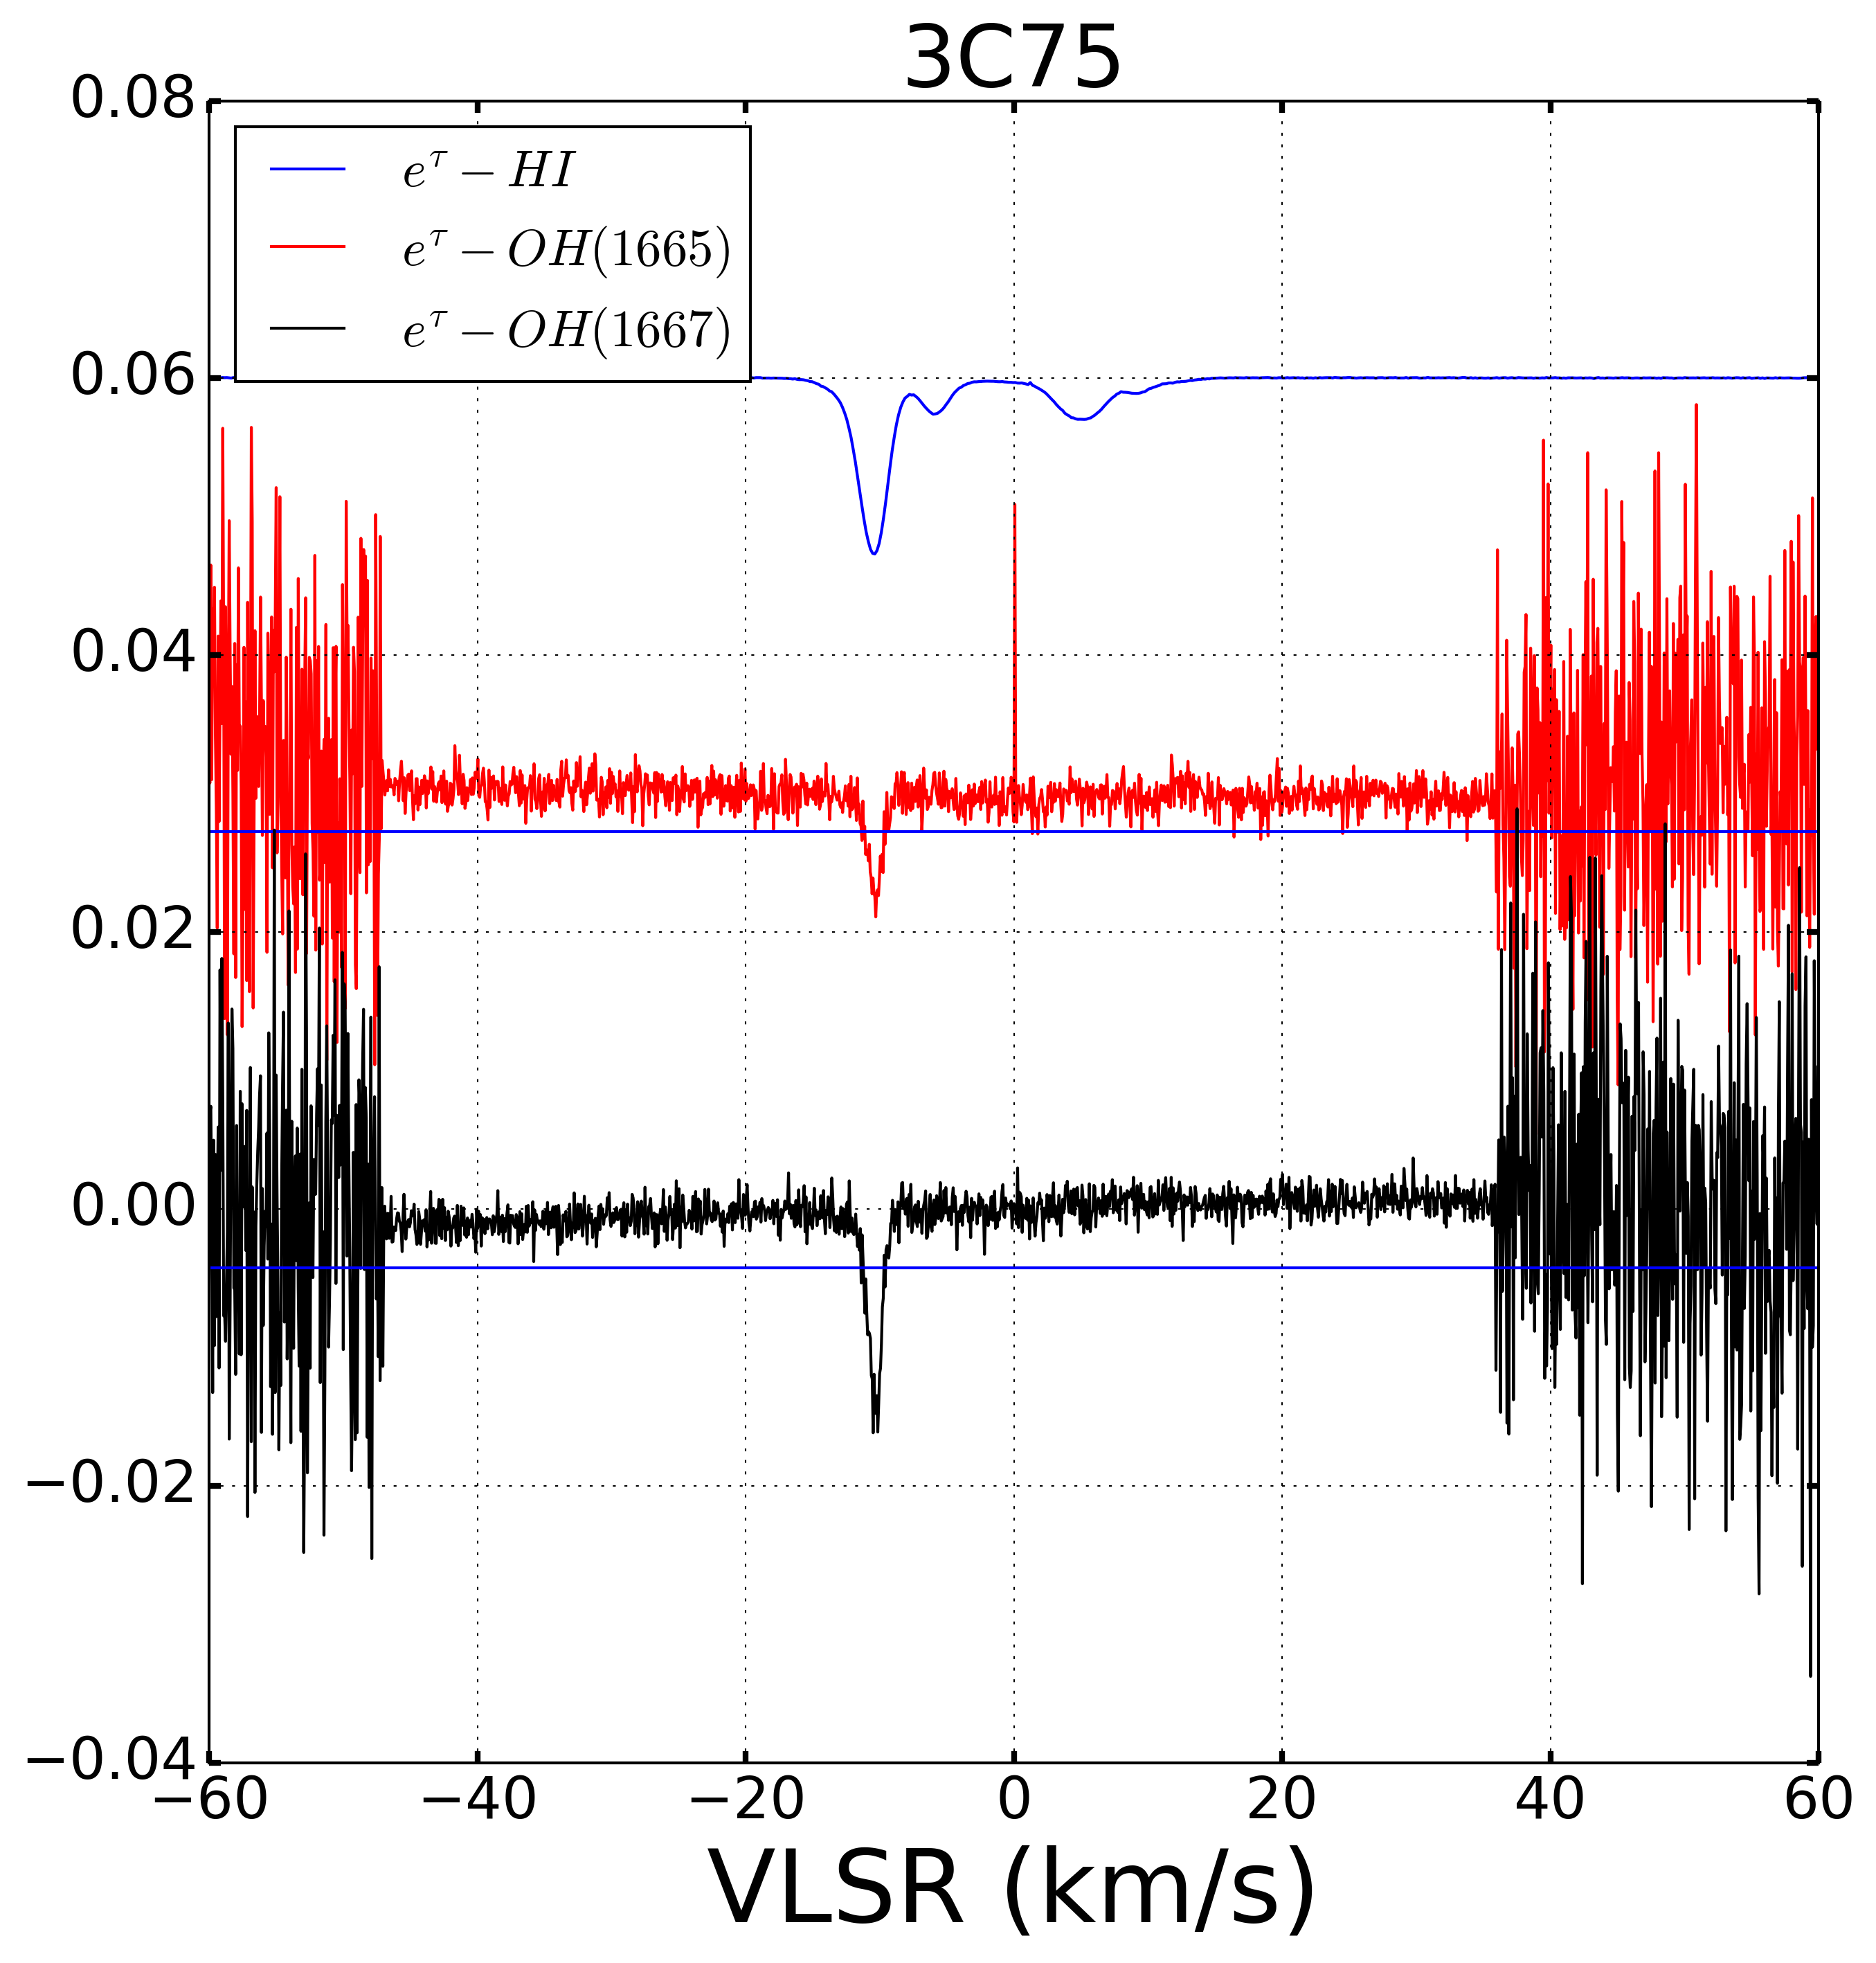 3C75
0.08
0.06
0.04
0.02
0.00
−0.02
−0.04
e^τ − HI
e^τ − OH(1665)
e^τ − OH(1667)
−60 −40 −20 0 20 40 60
VLSR (km/s)